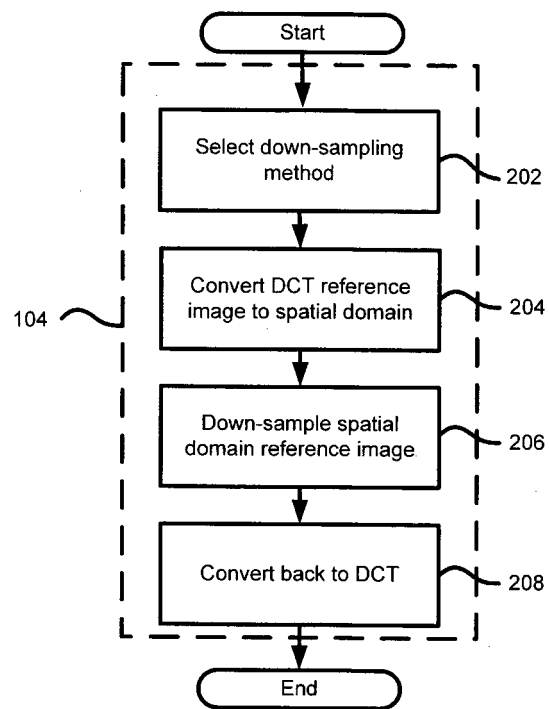 Start
Select down-sampling
method
202
Convert DCT reference
image to spatial domain
204
104
Down-sample spatial
domain reference image
206
Convert back to DCT
208
End